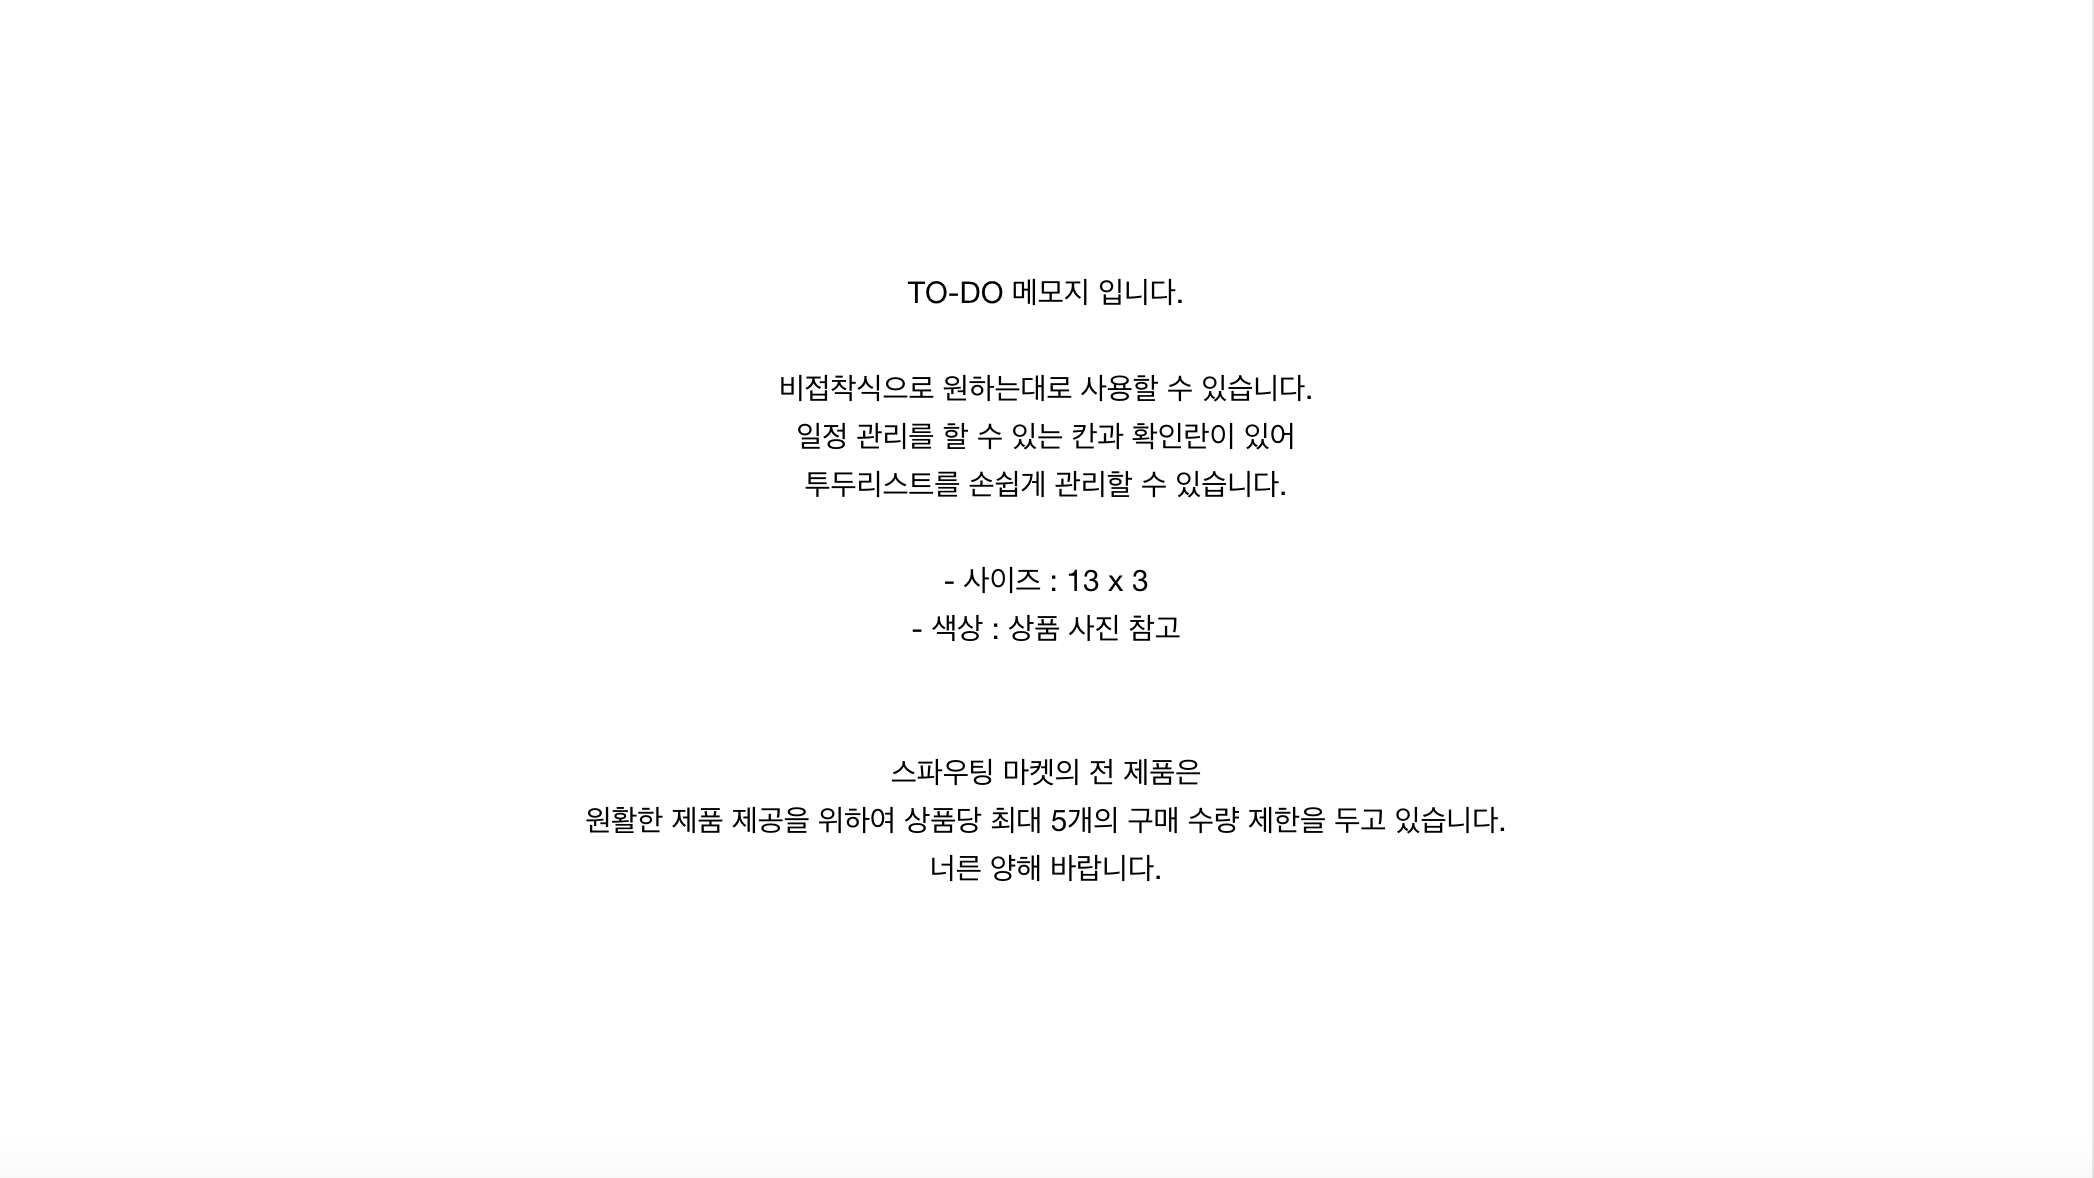 TO-DO 메모지 입니다.
비접착식으로 원하는대로 사용할 수 있습니다.
일정 관리를 할 수 있는 칸과 확인란이 있어
투두리스트를 손쉽게 관리할 수 있습니다.
- 사이즈 : 13 x 3
- 색상 : 상품 사진 참고
스파우팅 마켓의 전 제품은
원활한 제품 제공을 위하여 상품당 최대 5개의 구매 수량 제한을 두고 있습니다.
너른 양해 바랍니다.